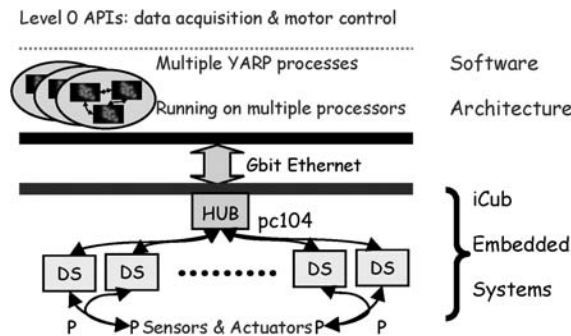 Level 0 APIs: data acquisition & motor control
Multiple YARP processes
Software
Running on multiple processors
Architecture
Gbit Ethernet
HUB
pc104
iCub
Embedded
Systems
DS
DS
DS
DS
P
P Sensors & Actuators P
P